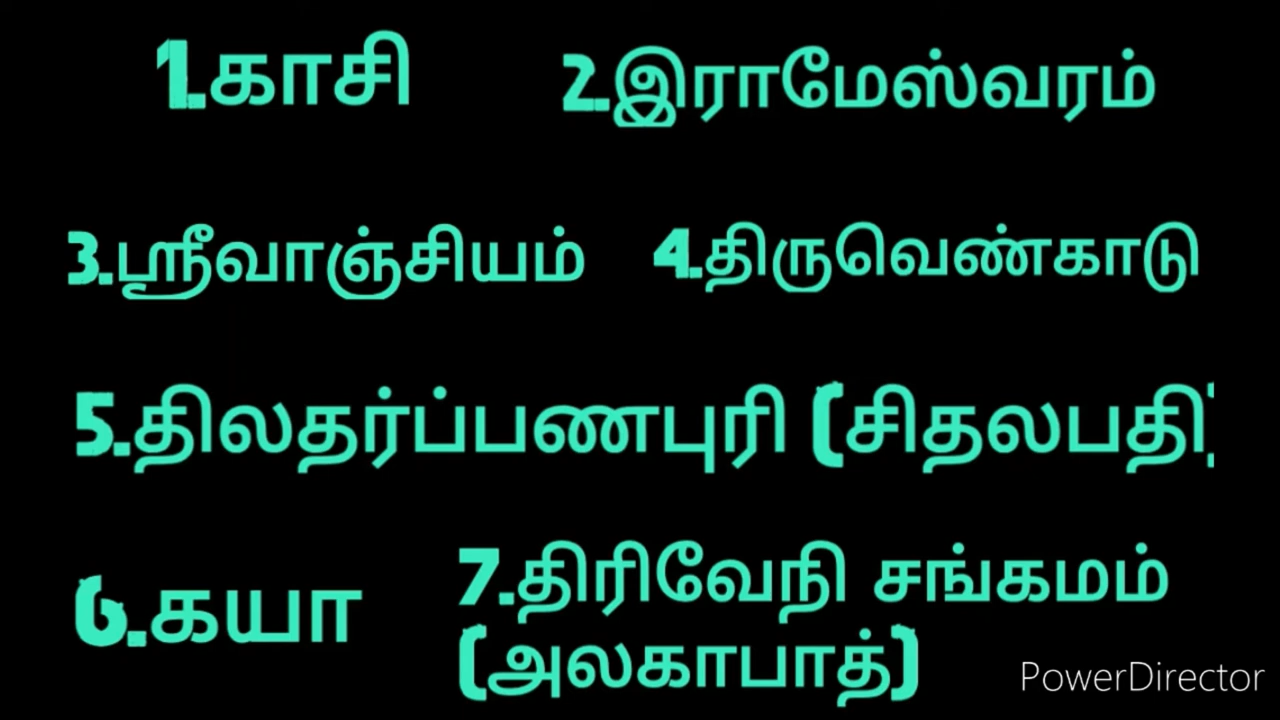 1.காசி 2.இராமேஸ்வரம்
3.ஸ்ரீவாஞ்சியம் 4.திருவெண்காடு
5.திலதர்ப்பணபுரி (சிதலபதி)
6.கயா 7.திரிவேநி சங்கமம்
(அலகாபாத்)
PowerDirector